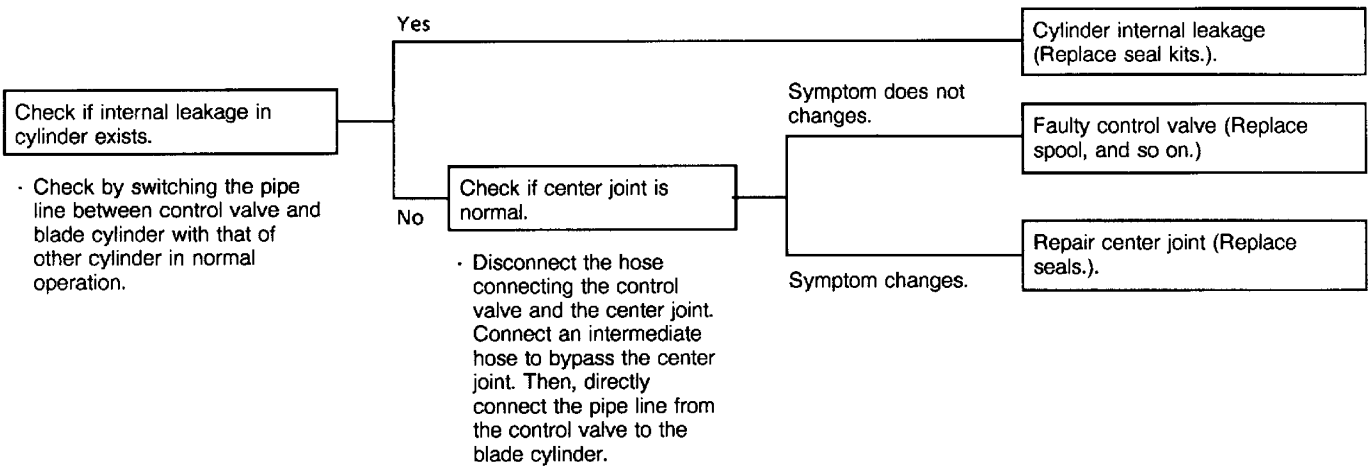 Yes
Cylinder internal leakage
(Replace seal kits.).
Check if internal leakage in
cylinder exists.
· Check by switching the pipe
line between control valve and
blade cylinder with that of
other cylinder in normal
operation.
No
Check if center joint is
normal.
· Disconnect the hose
connecting the control
valve and the center joint.
Connect an intermediate
hose to bypass the center
joint. Then, directly
connect the pipe line from
the control valve to the
blade cylinder.
Symptom does not
changes.
Faulty control valve (Replace
spool, and so on.)
Symptom changes.
Repair center joint (Replace
seals.).